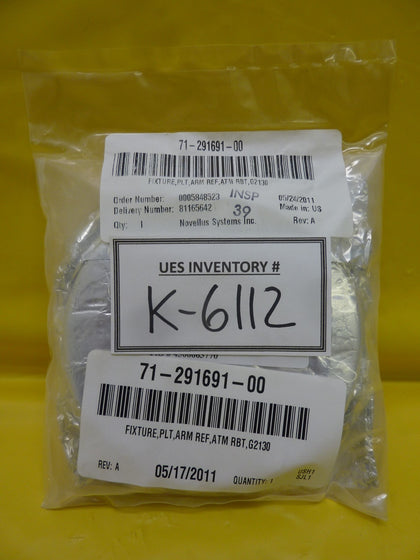 71-291691-00
FIXTURE,PLT,ARM REF,ATM RBT,G2130
Order Number: 0005848523 INSP 05/24/2011
Delivery Number: 81165642 39 Made in: US
Qty: 1 Novellus Systems Inc. Rev: A
UES INVENTORY #
K-6112
71-291691-00
FIXTURE,PLT,ARM REF,ATM RBT,G2130
REV: A 05/17/2011 QUANTITY: 1 USH1
SJL1